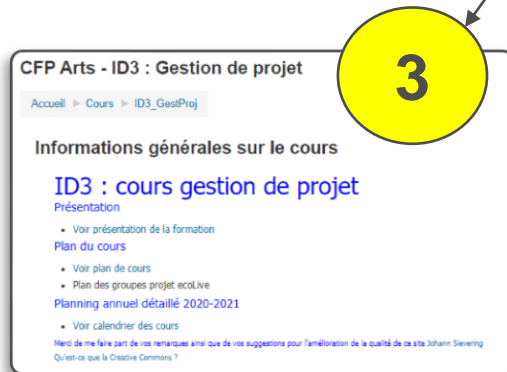 3
CFP Arts - ID3 : Gestion de projet
Accueil ▶ Cours ▶ ID3_GestProj
Informations générales sur le cours
ID3 : cours gestion de projet
Présentation
• Voir présentation de la formation
Plan du cours
• Voir plan de cours
• Plan des groupes projet ecoLive
Planning annuel détaillé 2020-2021
• Voir calendrier des cours
Merci de me faire part de vos remarques ainsi que de vos suggestions pour l'amélioration de la qualité de ce site Johann Sievering
Qu'est-ce que la Creative Commons ?